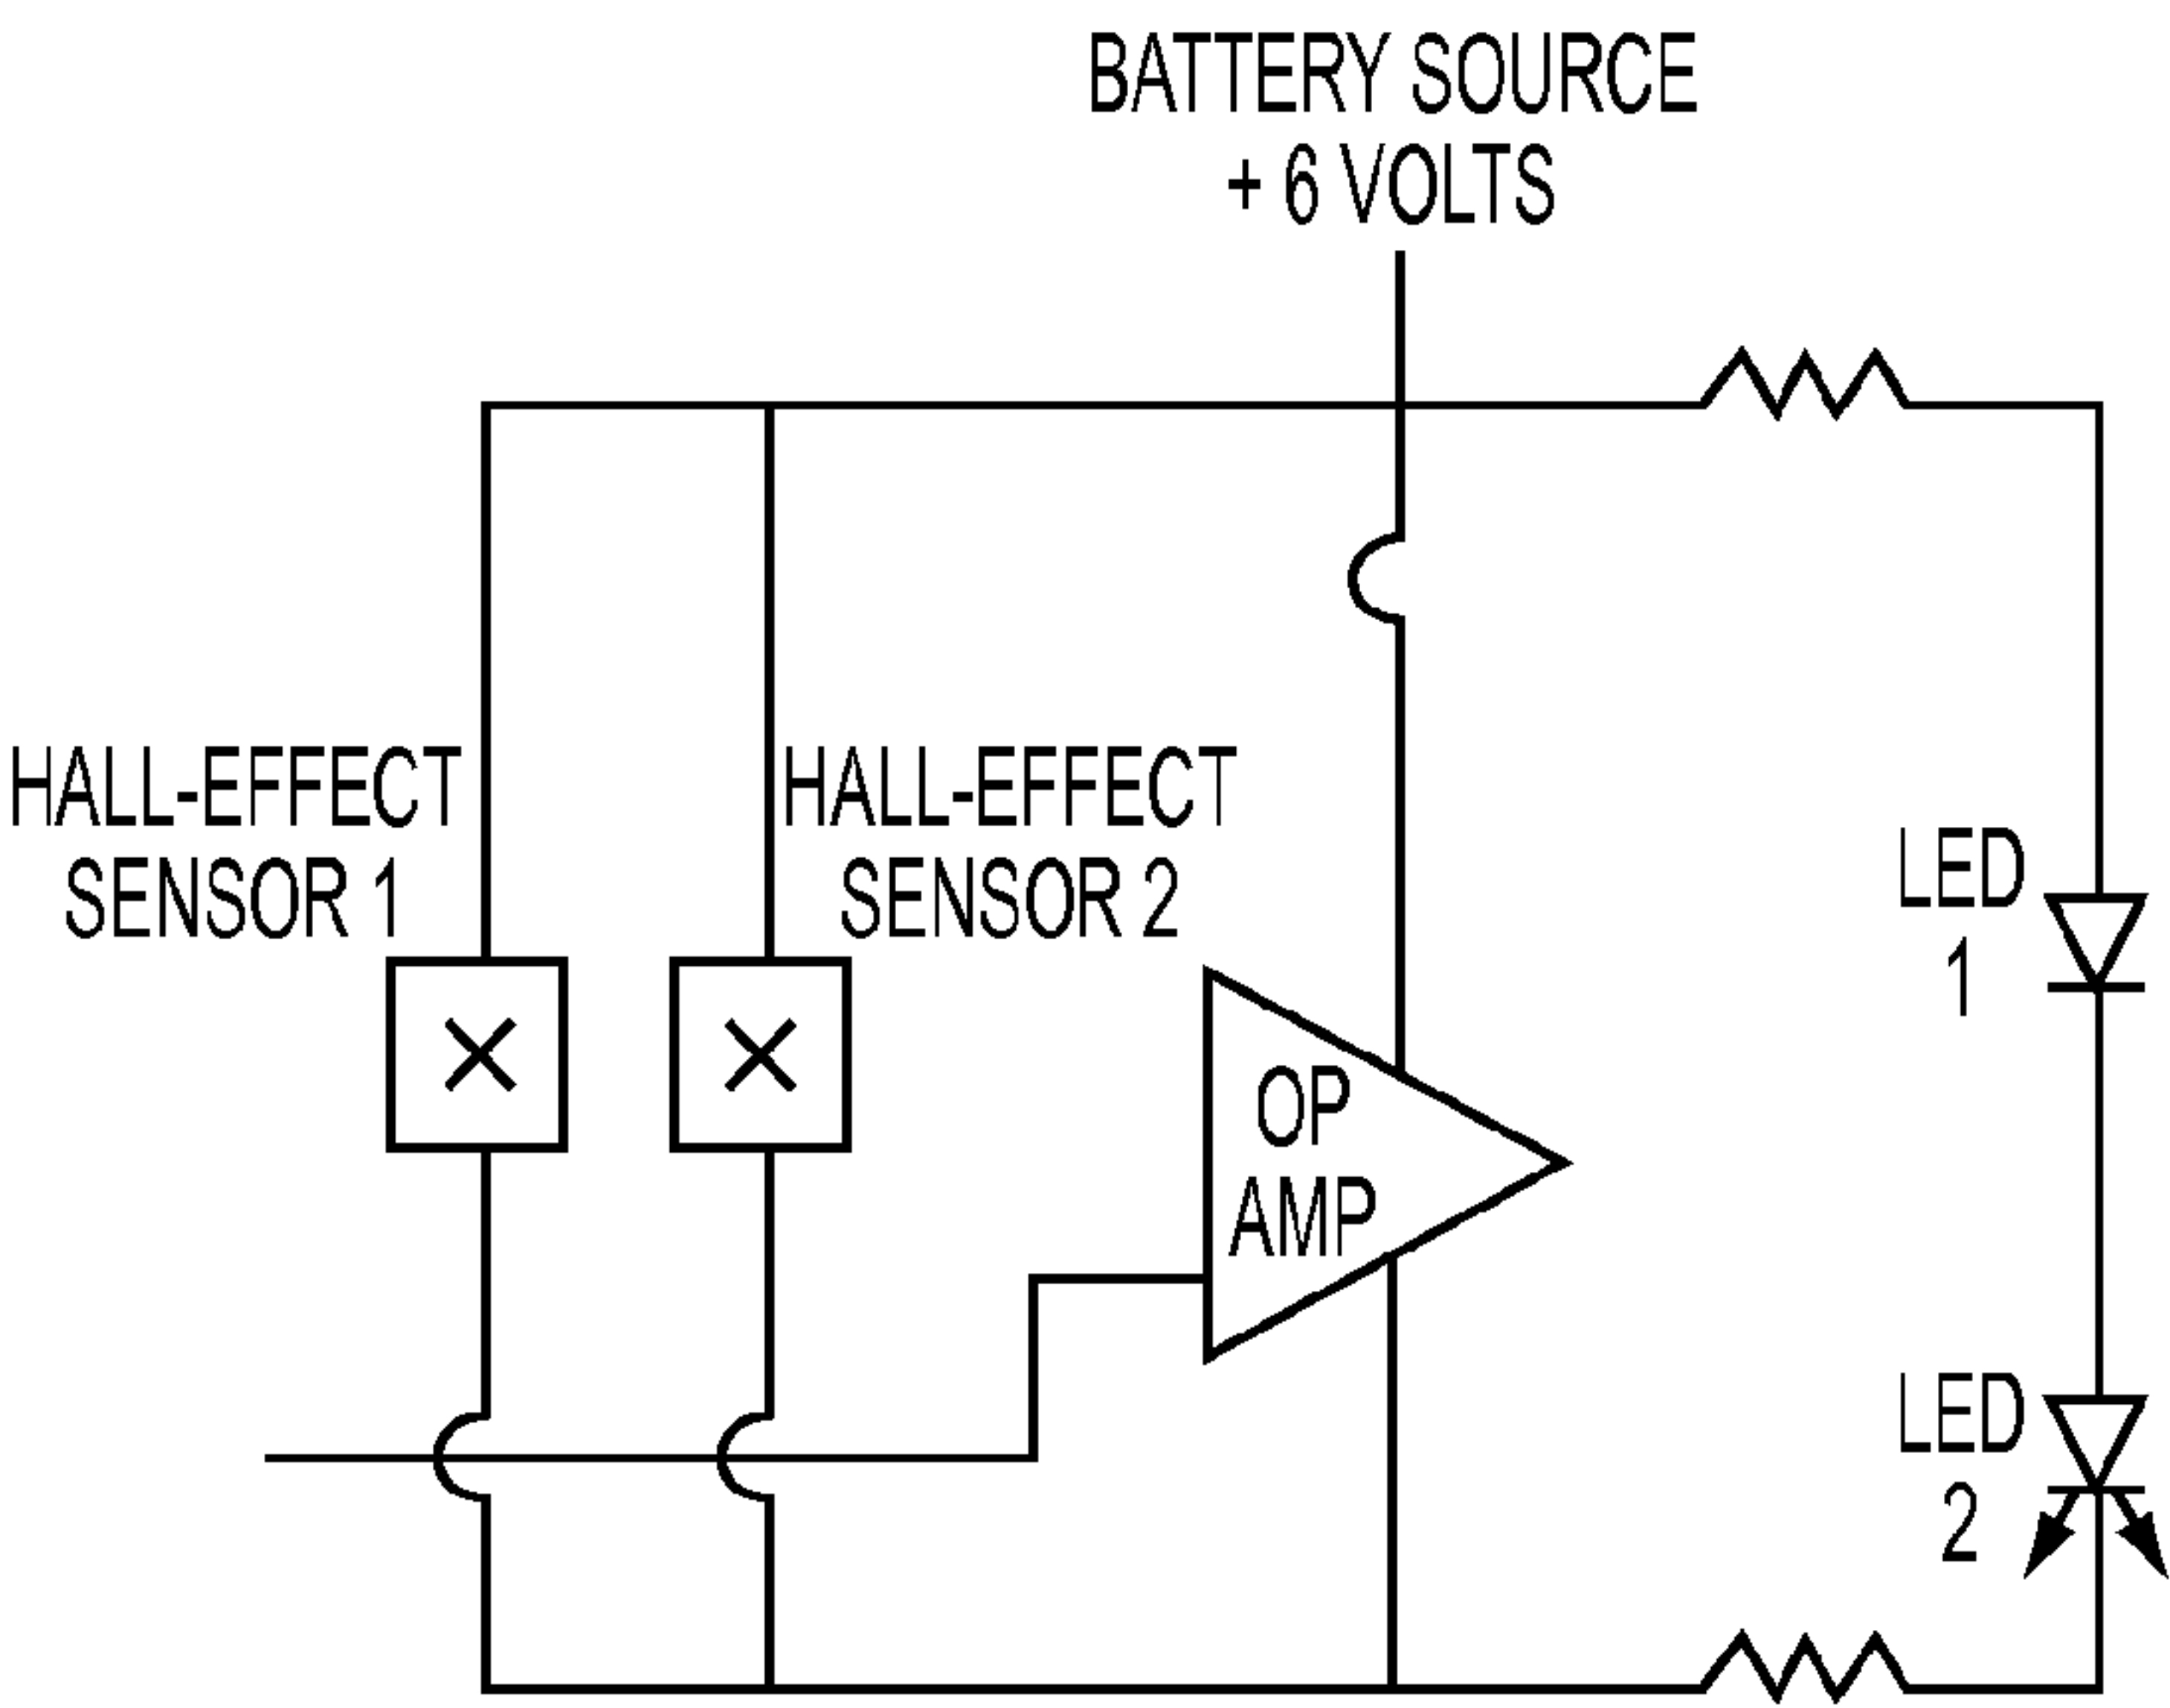 BATTERY SOURCE
+ 6 VOLTS
HALL-EFFECT
SENSOR 1
HALL-EFFECT
SENSOR 2
OP
AMP
LED
1
LED
2